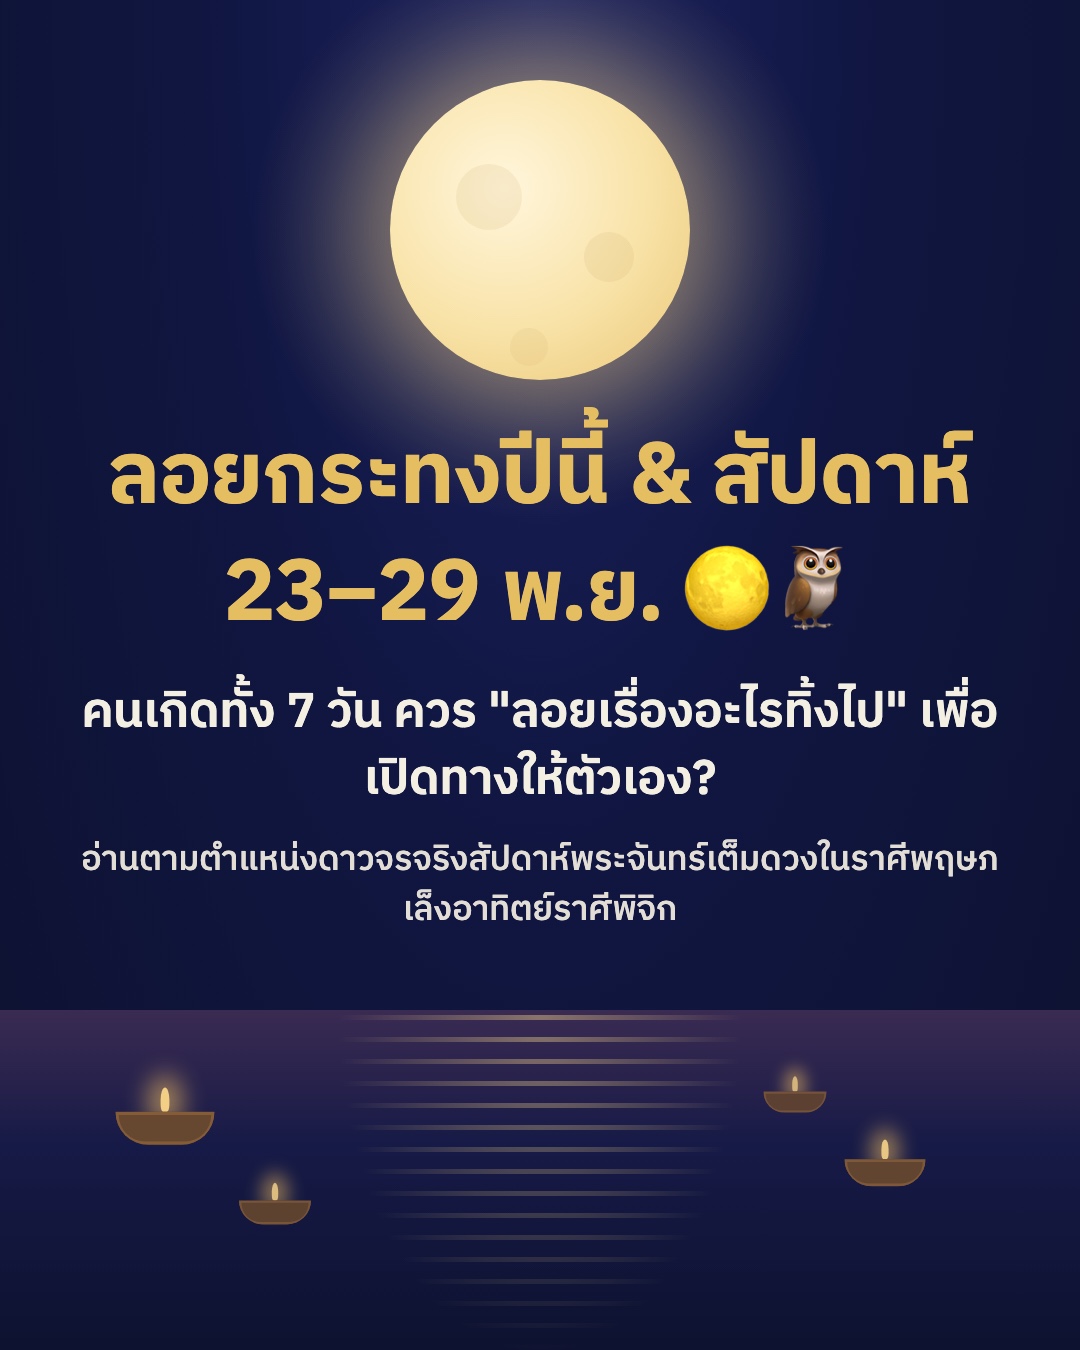 ลอยกระทงปีนี้ & สัปดาห์
23–29 พ.ย. 🌕🦉
คนเกิดทั้ง 7 วัน ควร "ลอยเรื่องอะไรทิ้งไป" เพื่อ
เปิดทางให้ตัวเอง?
อ่านตามตำแหน่งดาวจรจริงสัปดาห์พระจันทร์เต็มดวงในราศีพฤษภ
เล็งอาทิตย์ราศีพิจิก